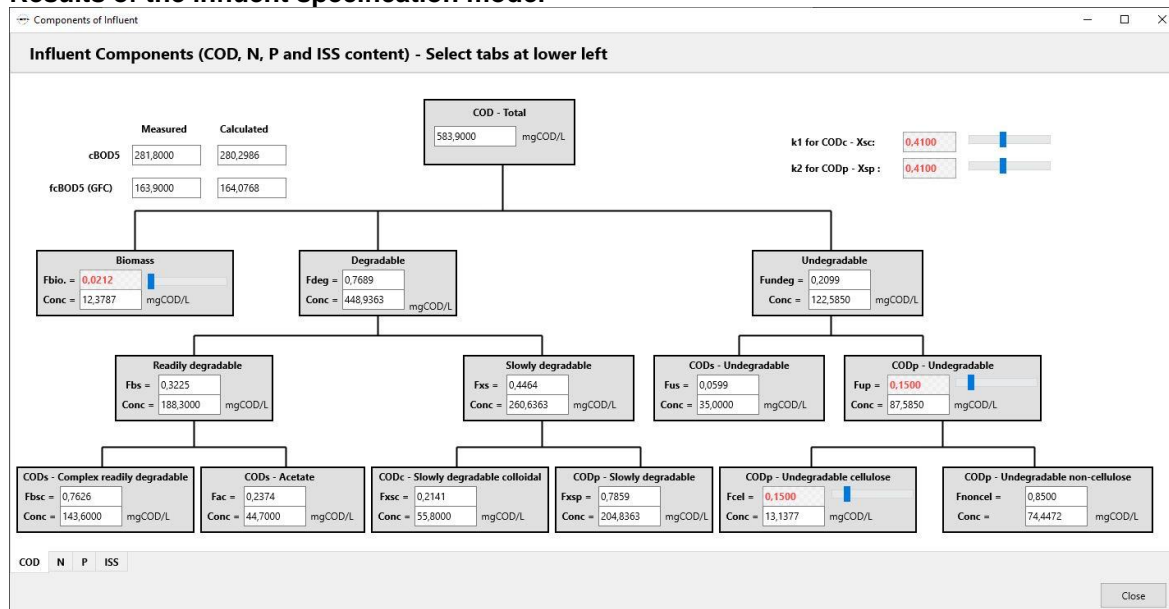 Results of the Influent Specification model
Components of Influent
Influent Components (COD, N, P and ISS content) - Select tabs at lower left
COD - Total
583,9000 mgCOD/L
Measured Calculated
cBOD5 281,8000 280,2986
fcBOD5 (GFC) 163,9000 164,0768
k1 for CODc - Xsc: 0,4100
k2 for CODp - Xsp : 0,4100
Biomass
Fbio. = 0,0212
Conc = 12,3787 mgCOD/L
Degradable
Fdeg = 0,7689
Conc = 448,9363 mgCOD/L
Undegradable
Fundeg = 0,2099
Conc = 122,5850 mgCOD/L
Readily degradable
Fbs = 0,3225
Conc = 188,3000 mgCOD/L
Slowly degradable
Fxs = 0,4464
Conc = 260,6363 mgCOD/L
CODs - Undegradable
Fus = 0,0599
Conc = 35,0000 mgCOD/L
CODp - Undegradable
Fup = 0,1500
Conc = 87,5850 mgCOD/L
CODs - Complex readily degradable
Fbsc = 0,7626
Conc = 143,6000 mgCOD/L
CODs - Acetate
Fac = 0,2374
Conc = 44,7000 mgCOD/L
CODc - Slowly degradable colloidal
Fxsc = 0,2141
Conc = 55,8000 mgCOD/L
CODp - Slowly degradable
Fxsp = 0,7859
Conc = 204,8363 mgCOD/L
CODp - Undegradable cellulose
Fcel = 0,1500
Conc = 13,1377 mgCOD/L
CODp - Undegradable non-cellulose
Fnoncel = 0,8500
Conc = 74,4472 mgCOD/L
COD N P ISS
Close